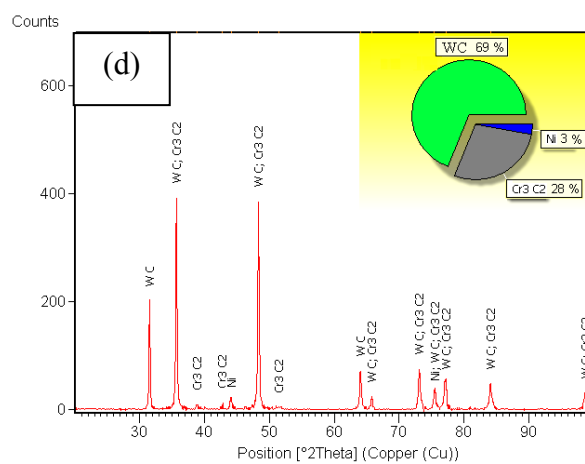 Counts
(d)
WC 69 %
Ni 3 %
Cr3 C2 28 %
600
400
200
0
W C
W C; Cr3 C2
Cr3 C2
Cr3 C2
Ni
W C; Cr3 C2
Cr3 C2
W C
W C; Cr3 C2
W C; Cr3 C2
Ni; W C; Cr3 C2
W C; Cr3 C2
W C; Cr3 C2
W C; Cr3 C2
30 40 50 60 70 80 90
Position [°2Theta] (Copper (Cu))